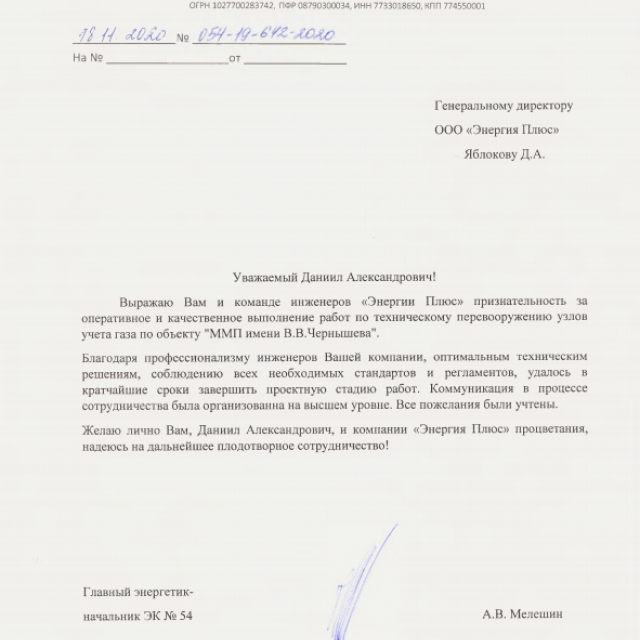 ОГРН 1027700283742, ПФР 08790300034, ИНН 7733018650, КПП 774550001
18 11 2020 № 054-19-642-2020
На № от
Генеральному директору
ООО «Энергия Плюс»
Яблокову Д.А.
Уважаемый Даниил Александрович!
Выражаю Вам и команде инженеров «Энергии Плюс» признательность за
оперативное и качественное выполнение работ по техническому перевооружению узлов
учета газа по объекту "ММП имени В.В.Чернышева".
Благодаря профессионализму инженеров Вашей компании, оптимальным техническим
решениям, соблюдению всех необходимых стандартов и регламентов, удалось в
кратчайшие сроки завершить проектную стадию работ. Коммуникация в процессе
сотрудничества была организованна на высшем уровне. Все пожелания были учтены.
Желаю лично Вам, Даниил Александрович, и компании «Энергия Плюс» процветания,
надеюсь на дальнейшее плодотворное сотрудничество!
Главный энергетик-
начальник ЭК № 54
А.В. Мелешин